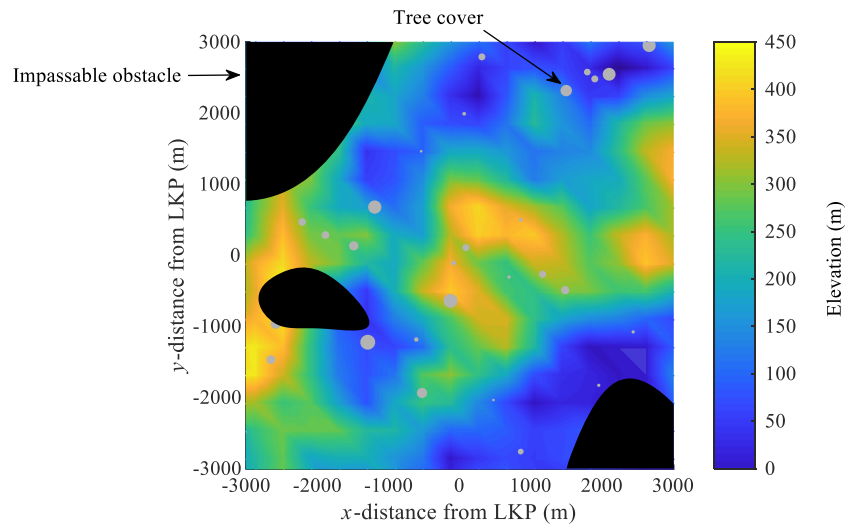 Tree cover
Impassable obstacle
3000
2000
1000
0
-1000
-2000
-3000
y-distance from LKP (m)
-3000 -2000 -1000 0 1000 2000 3000
x-distance from LKP (m)
450
400
350
300
250
200
150
100
50
0
Elevation (m)